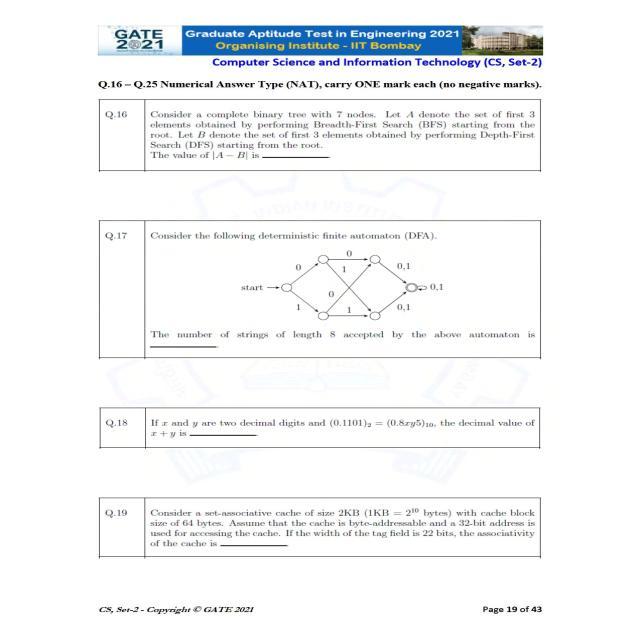 GATE
2021
Graduate Aptitude Test in Engineering 2021
Organising Institute - IIT Bombay
Computer Science and Information Technology (CS, Set-2)
Q.16 – Q.25 Numerical Answer Type (NAT), carry ONE mark each (no negative marks).
Q.16 Consider a complete binary tree with 7 nodes. Let A denote the set of first 3
elements obtained by performing Breadth-First Search (BFS) starting from the
root. Let B denote the set of first 3 elements obtained by performing Depth-First
Search (DFS) starting from the root.
The value of |A − B| is ________.
Q.17 Consider the following deterministic finite automaton (DFA).
0
0 1 0,1
start 0,1
0
1 1 0,1
The number of strings of length 8 accepted by the above automaton is
________.
Q.18 If x and y are two decimal digits and (0.1101)₂ = (0.8xy5)₁₀, the decimal value of
x + y is ________.
Q.19 Consider a set-associative cache of size 2KB (1KB = 2¹⁰ bytes) with cache block
size of 64 bytes. Assume that the cache is byte-addressable and a 32-bit address is
used for accessing the cache. If the width of the tag field is 22 bits, the associativity
of the cache is ________.
CS, Set-2 - Copyright © GATE 2021
Page 19 of 43